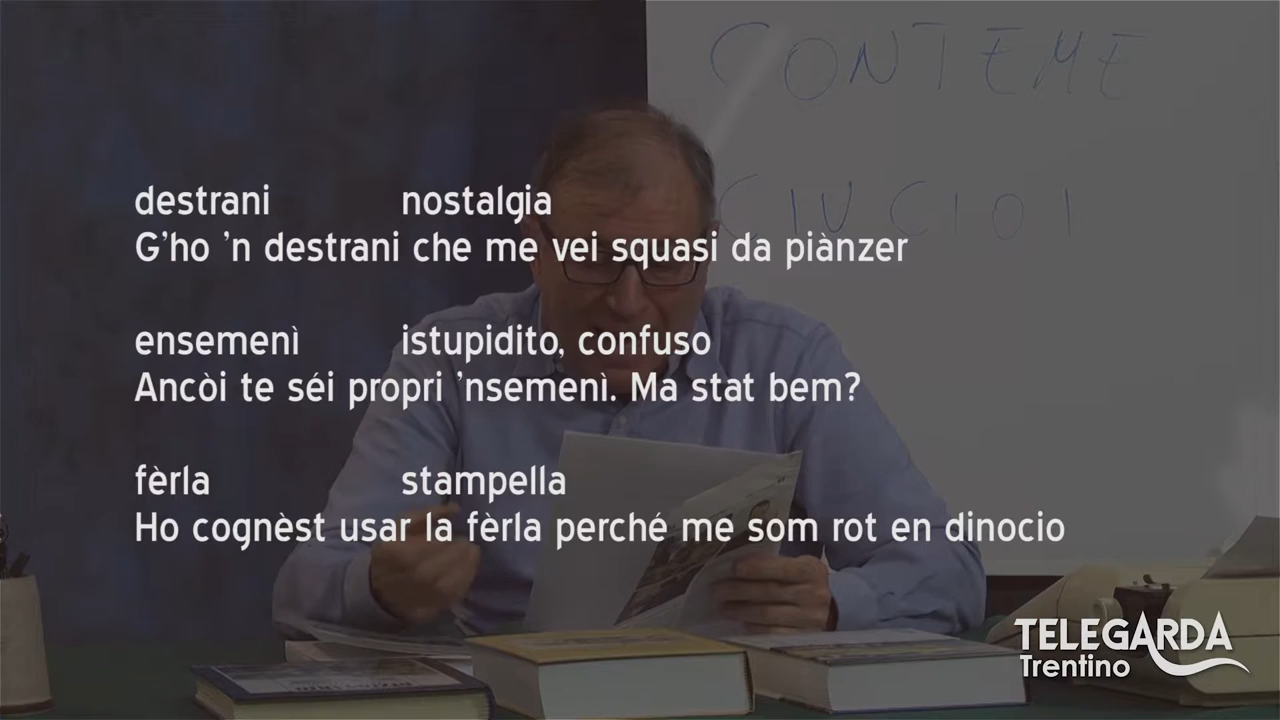 CONTEME
CIUCIOI
destrani nostalgia
G'ho 'n destrani che me vei squasi da piànzer
ensemenì istupidito, confuso
Ancòi te séi propri 'nsemenì. Ma stat bem?
fèrla stampella
Ho cognèst usar la fèrla perché me som rot en dinocio
TELEGARDA
Trentino